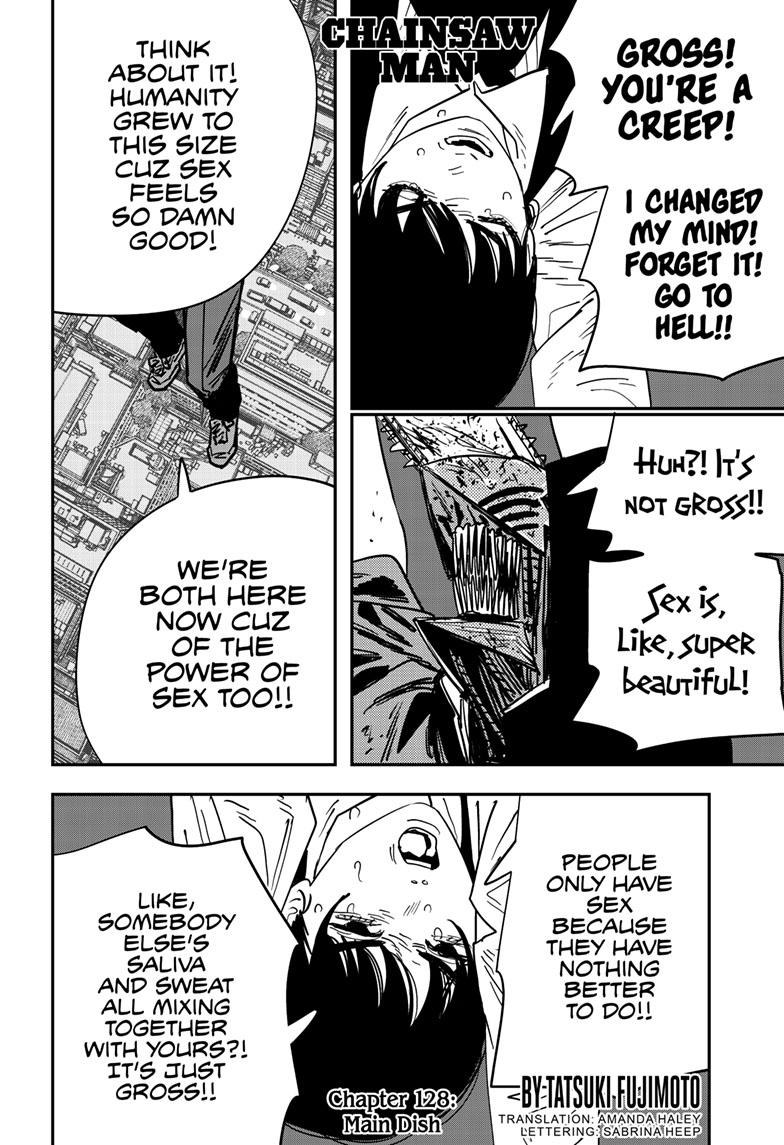 CHAINSAW
MAN
GROSS!
YOU'RE A
CREEP!
I CHANGED
MY MIND!
FORGET IT!
GO TO
HELL!!
HUH?! IT'S
NOT GROSS!!
Sex is,
Like, super
beautiful!
THINK
ABOUT IT!
HUMANITY
GREW TO
THIS SIZE
CUZ SEX
FEELS
SO DAMN
GOOD!
WE'RE
BOTH HERE
NOW CUZ
OF THE
POWER OF
SEX TOO!!
PEOPLE
ONLY HAVE
SEX
BECAUSE
THEY HAVE
NOTHING
BETTER
TO DO!!
LIKE,
SOMEBODY
ELSE'S
SALIVA
AND SWEAT
ALL MIXING
TOGETHER
WITH YOURS?!
IT'S JUST
GROSS!!
Chapter 128:
Main Dish
BY TATSUKI FUJIMOTO
TRANSLATION: AMANDA HALEY
LETTERING: SABRINA HEEP